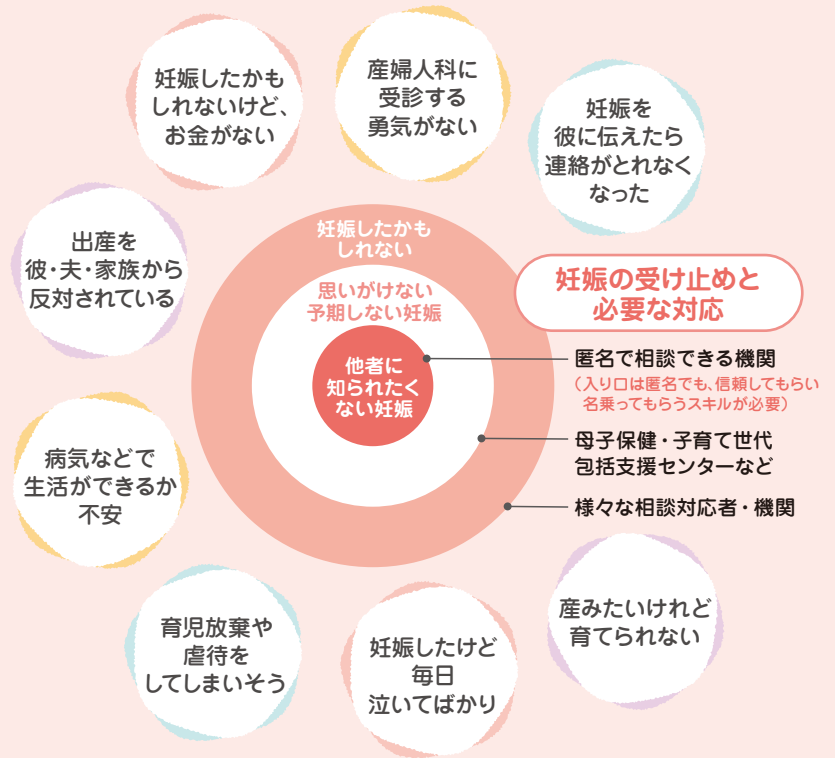 妊娠したかも
しれないけど、
お金がない
産婦人科に
受診する
勇気がない
妊娠を
彼に伝えたら
連絡がとれなく
なった
出産を
彼・夫・家族から
反対されている
妊娠したかも
しれない
思いがけない
予期しない妊娠
他者に
知られたく
ない妊娠
妊娠の受け止めと
必要な対応
匿名で相談できる機関
（入り口は匿名でも、信頼してもらい
名乗ってもらうスキルが必要）
母子保健・子育て世代
包括支援センターなど
様々な相談対応者・機関
病気などで
生活ができるか
不安
育児放棄や
虐待を
してしまいそう
妊娠したけど
毎日
泣いてばかり
産みたいけれど
育てられない